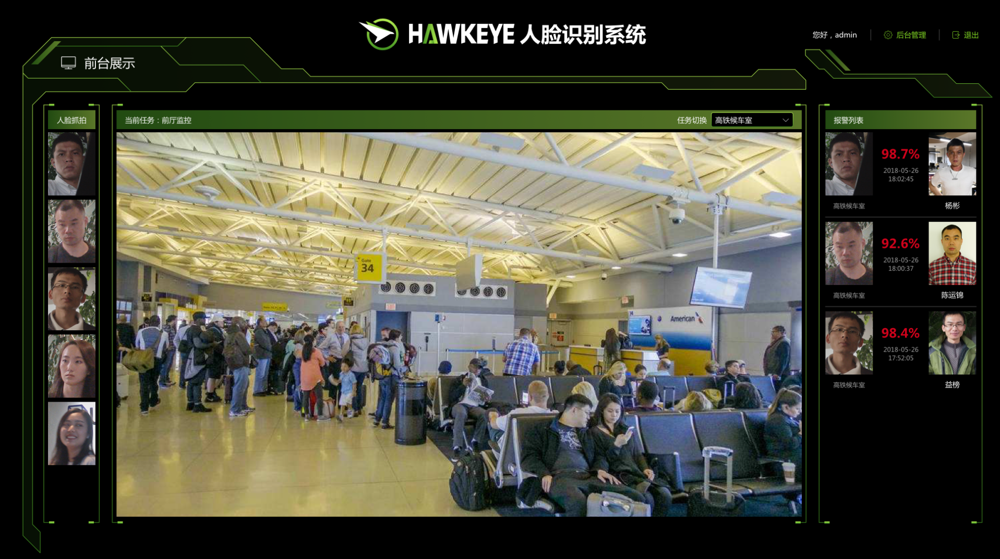 HAWKEYE 人脸识别系统
您好，admin
后台管理
退出
前台展示
人脸抓拍
当前任务：前厅监控
任务切换
高铁候车室
报警列表
Gate
34
American
98.7%
2018-05-26
18:02:45
高铁候车室
杨彬
92.6%
2018-05-26
18:00:37
高铁候车室
陈运锦
98.4%
2018-05-26
17:52:05
高铁候车室
益榜